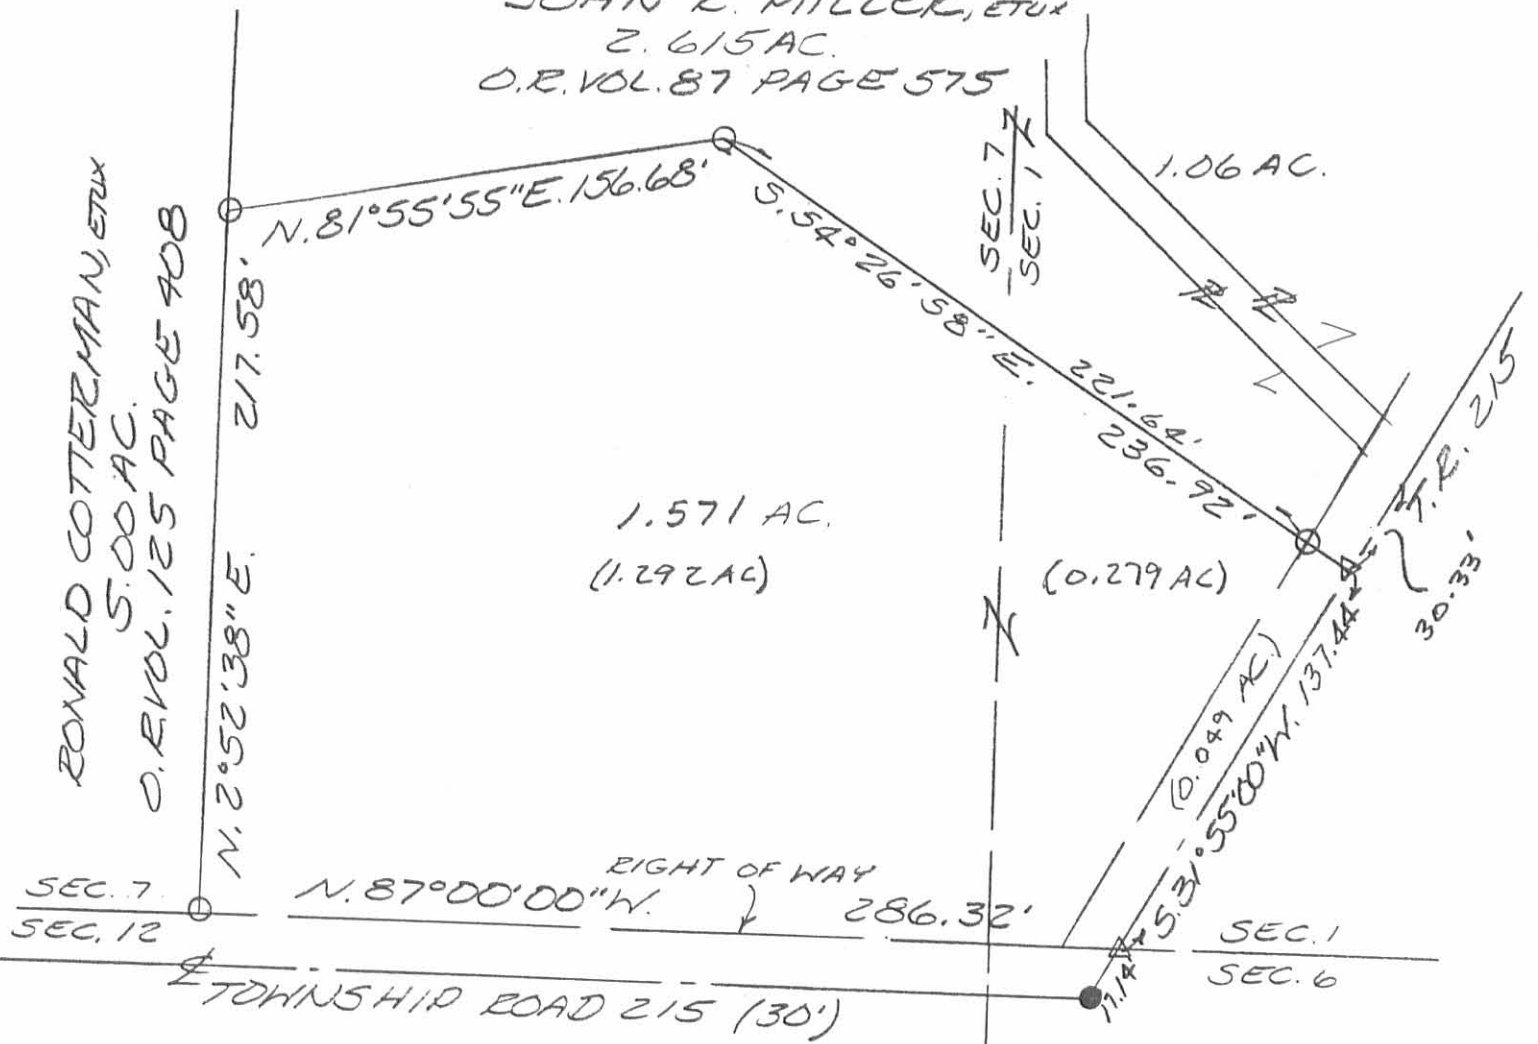 JOHN R. MILLER, ETUX
2.615 AC.
O.R. VOL. 87 PAGE 575
RONALD COTTERMAN, ETUX
5.00 AC.
O.R. VOL. 125 PAGE 408
N. 81°55'55" E. 156.68'
S. 54°26'58" E.
221.64'
236.92'
SEC. 7
SEC. 1
1.06 AC.
T.R. 215
30.33'
217.58'
N. 2°52'38" E.
1.571 AC.
(1.292 AC)
(0.279 AC)
(0.049 AC.)
S. 31°55'00" W. 137.44'
17.14'
RIGHT OF WAY
N. 87°00'00" W.
286.32'
SEC. 7
SEC. 12
SEC. 1
SEC. 6
℄ TOWNSHIP ROAD 215 (30')